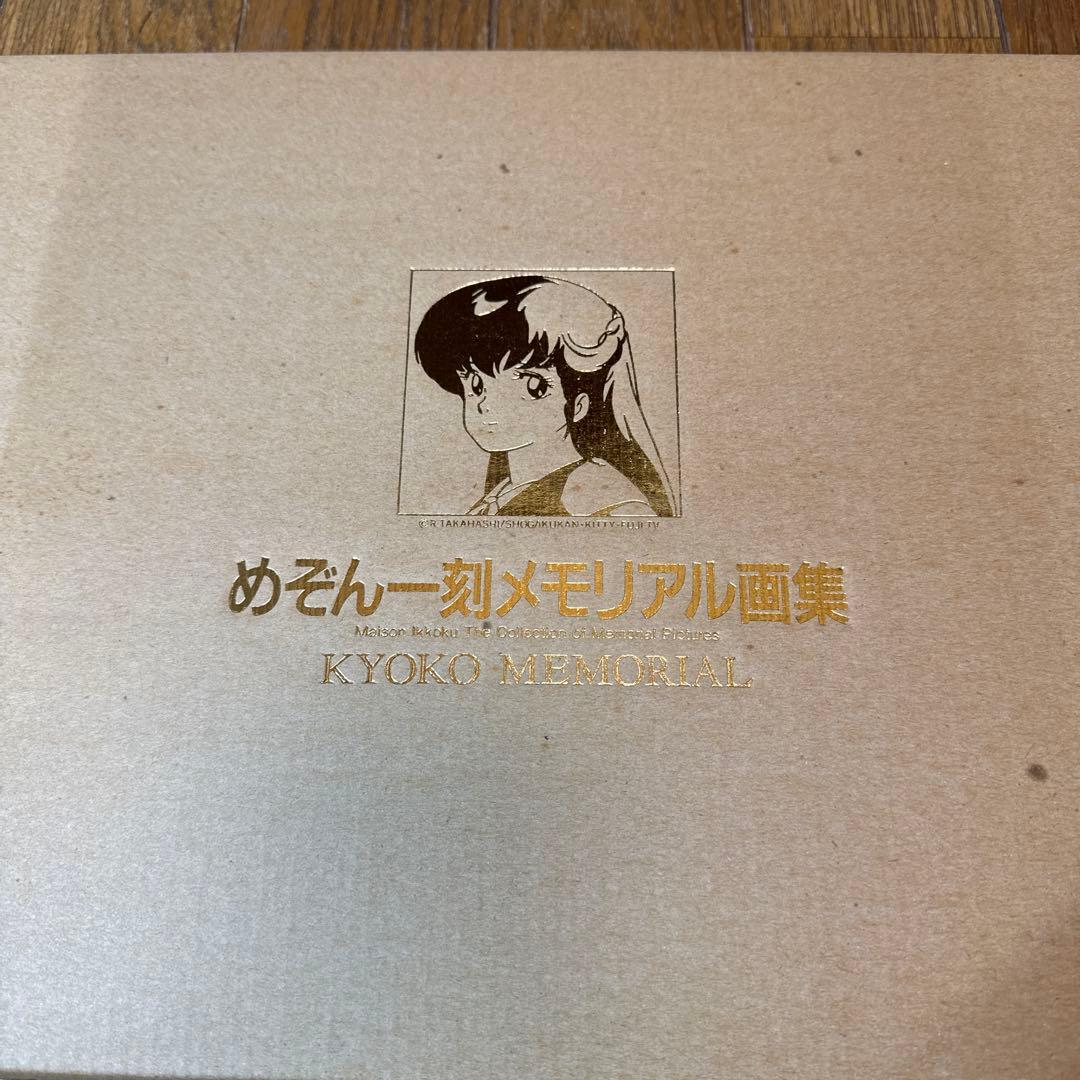 ©R.TAKAHASHI/SHOGAKUKAN・KITTY・FUJI TV
めぞん一刻メモリアル画集
Maison Ikkoku The Collection of Memorial Pictures
KYOKO MEMORIAL